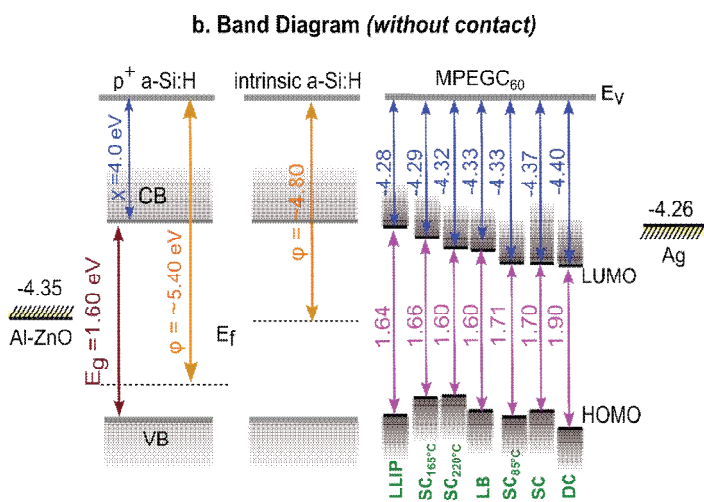 b. Band Diagram (without contact)
p+ a-Si:H
intrinsic a-Si:H
MPEGC60
EV
χ =4.0 eV
CB
φ = ~5.40 eV
φ = ~4.80
-4.28
-4.29
-4.32
-4.33
-4.33
-4.37
-4.40
-4.26
Ag
LUMO
-4.35
Al-ZnO
Eg =1.60 eV
Ef
1.64
1.66
1.60
1.60
1.71
1.70
1.90
HOMO
VB
LLIP
SC165°C
SC220°C
LB
SC85°C
SC
DC